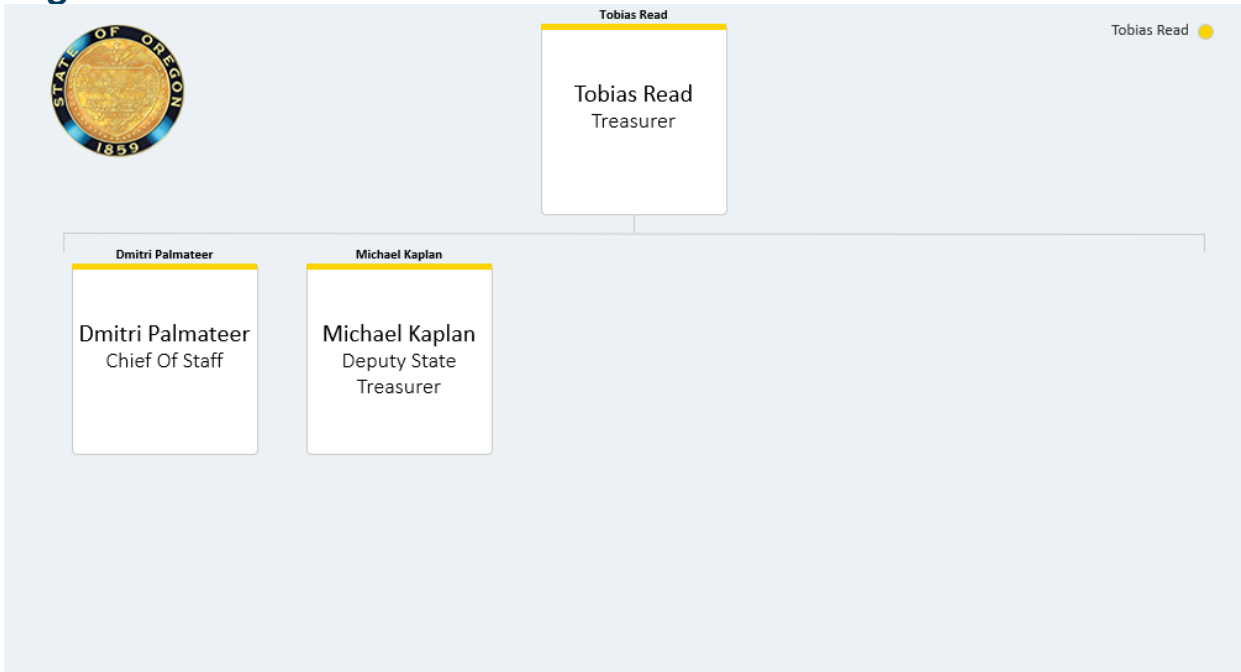 Tobias Read
Tobias Read
STATE OF OREGON
1859
Tobias Read
Treasurer
Dmitri Palmateer
Michael Kaplan
Dmitri Palmateer
Chief Of Staff
Michael Kaplan
Deputy State
Treasurer